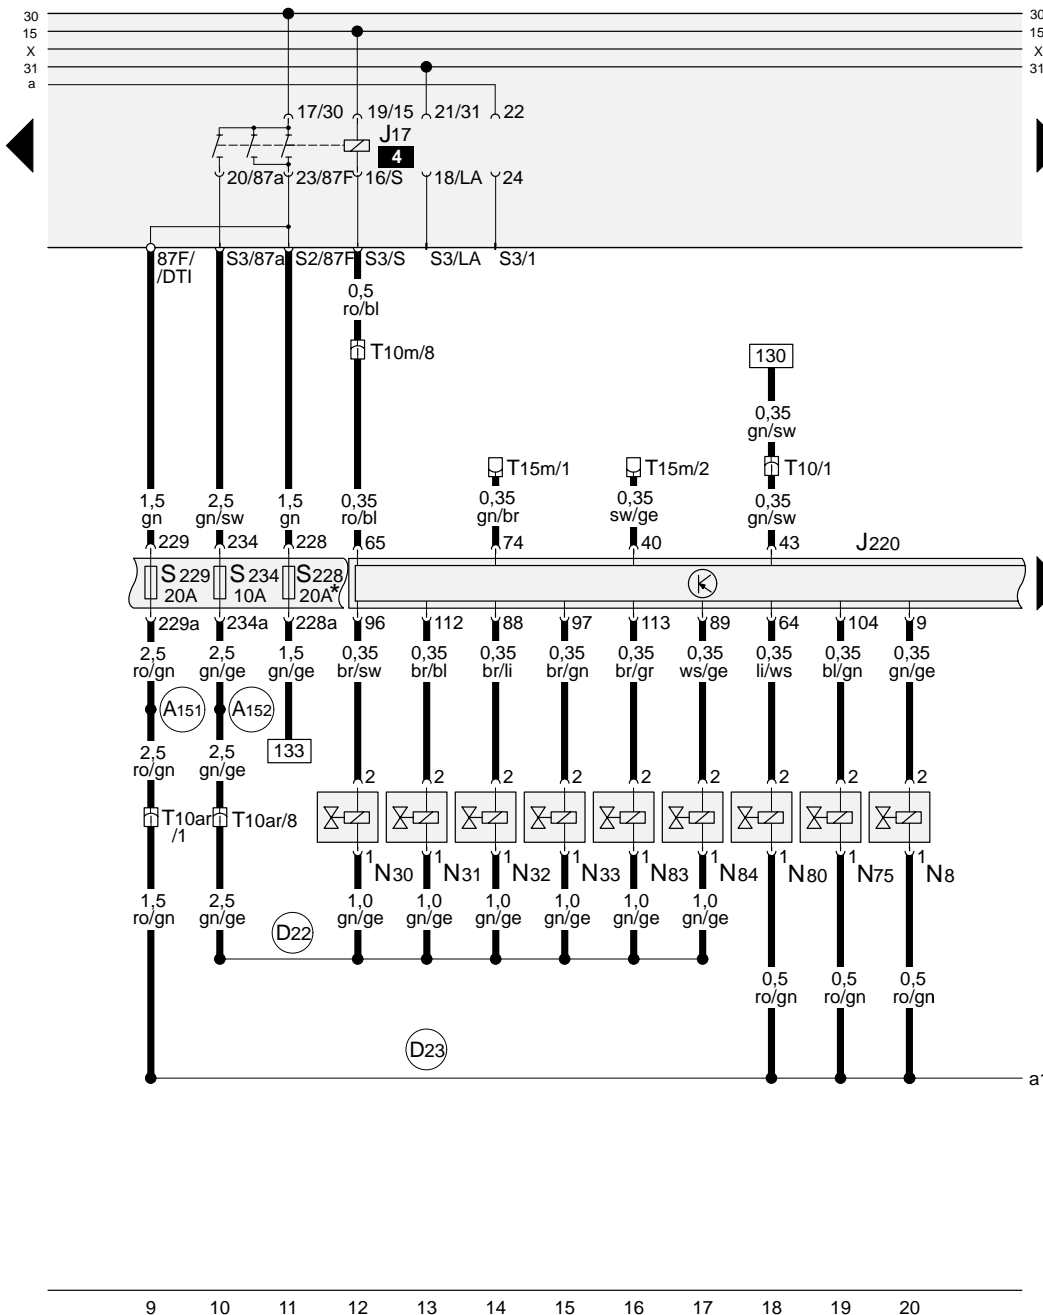 30 30
15 15
X X
31 31
a
17/30 19/15 21/31 22
J17
4
20/87a 23/87F 16/S 18/LA 24
87F/ S3/87a S2/87F S3/S S3/LA S3/1
/DTI
0,5
ro/bl
T10m/8
130
0,35
gn/sw
T15m/1 T15m/2 T10/1
1,5 2,5 1,5 0,35 0,35 0,35 0,35
gn gn/sw gn ro/bl gn/br sw/ge gn/sw
229 234 228 65 74 40 43 J220
S229 S234 S228
20A 10A 20A*
229a 234a 228a 96 112 88 97 113 89 64 104 9
2,5 2,5 1,5 0,35 0,35 0,35 0,35 0,35 0,35 0,35 0,35 0,35
ro/gn gn/ge gn/ge br/sw br/bl br/li br/gn br/gr ws/ge li/ws bl/gn gn/ge
A151 A152
133
2,5 2,5
ro/gn gn/ge
2 2 2 2 2 2 2 2 2
T10ar T10ar/8
/1
1 1 1 1 1 1 1 1 1
N30 N31 N32 N33 N83 N84 N80 N75 N8
1,5 2,5 1,0 1,0 1,0 1,0 1,0 1,0
ro/gn gn/ge gn/ge gn/ge gn/ge gn/ge gn/ge gn/ge
D22
0,5 0,5 0,5
ro/gn ro/gn ro/gn
D23
9 10 11 12 13 14 15 16 17 18 19 20